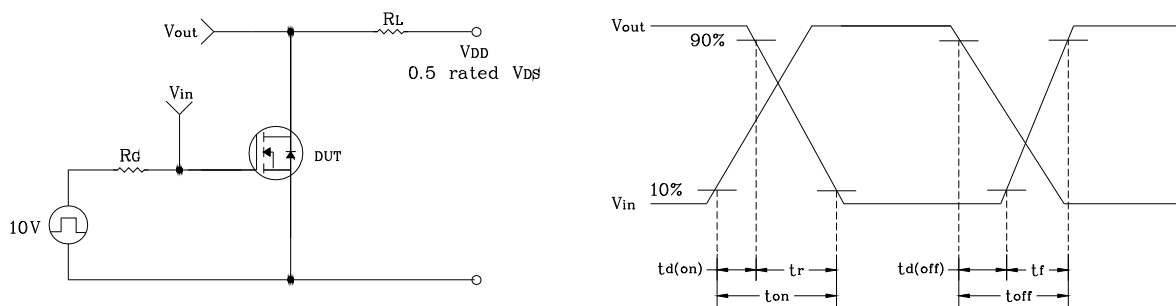 Vout
RL
VDD
0.5 rated VDS
Vin
RG
DUT
10V
Vout
90%
10%
Vin
td(on)
tr
td(off)
tf
ton
toff